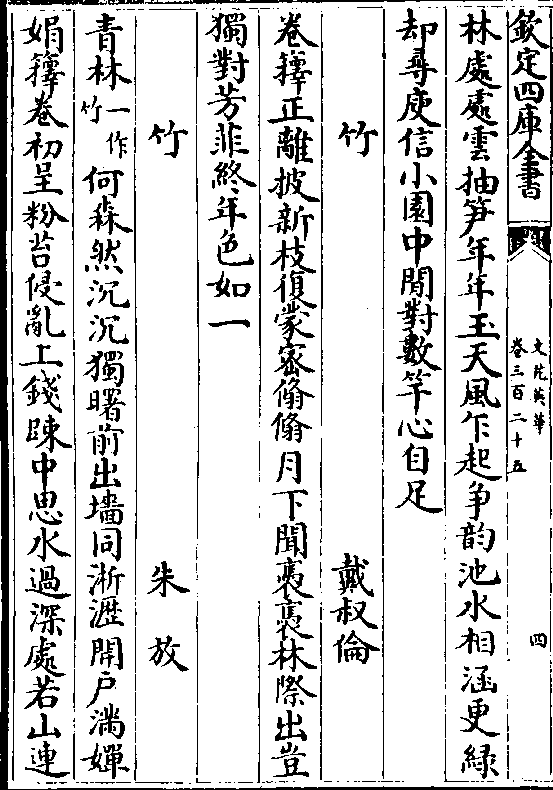 欽定四庫全書
文苑英華
卷三百二十五
四
林處處雲抽笋年年玉天風乍起争韵池水相涵更緑
却尋庾信小園中閒對數竿心自足
竹
戴叔倫
卷籜正離披新枝復蒙宻翛翛月下聞褭褭林際出豈
獨對芳菲終年色如一
竹
朱放
青林一作竹何森然沉沉獨曙前出墻同淅瀝開户滿嬋
娟籜卷初呈粉苔侵亂上錢踈中思水過深處若山連